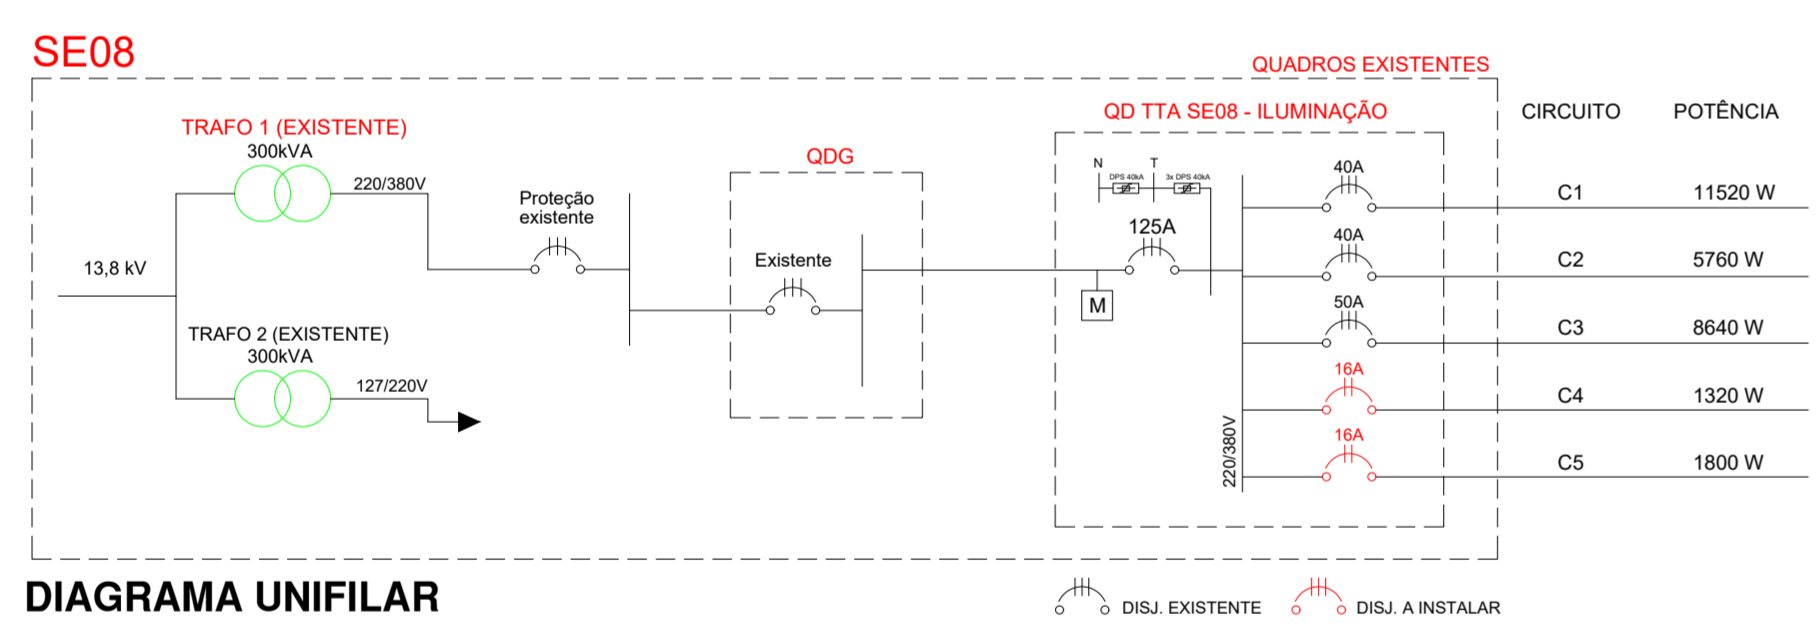 SE08
QUADROS EXISTENTES
QD TTA SE08 - ILUMINAÇÃO
CIRCUITO
POTÊNCIA
TRAFO 1 (EXISTENTE)
300kVA
220/380V
QDG
Proteção
existente
Existente
13,8 kV
TRAFO 2 (EXISTENTE)
300kVA
127/220V
N
T
DPS 40kA
3x DPS 40kA
125A
M
220/380V
40A
C1
11520 W
40A
C2
5760 W
50A
C3
8640 W
16A
C4
1320 W
16A
C5
1800 W
DIAGRAMA UNIFILAR
DISJ. EXISTENTE
DISJ. A INSTALAR